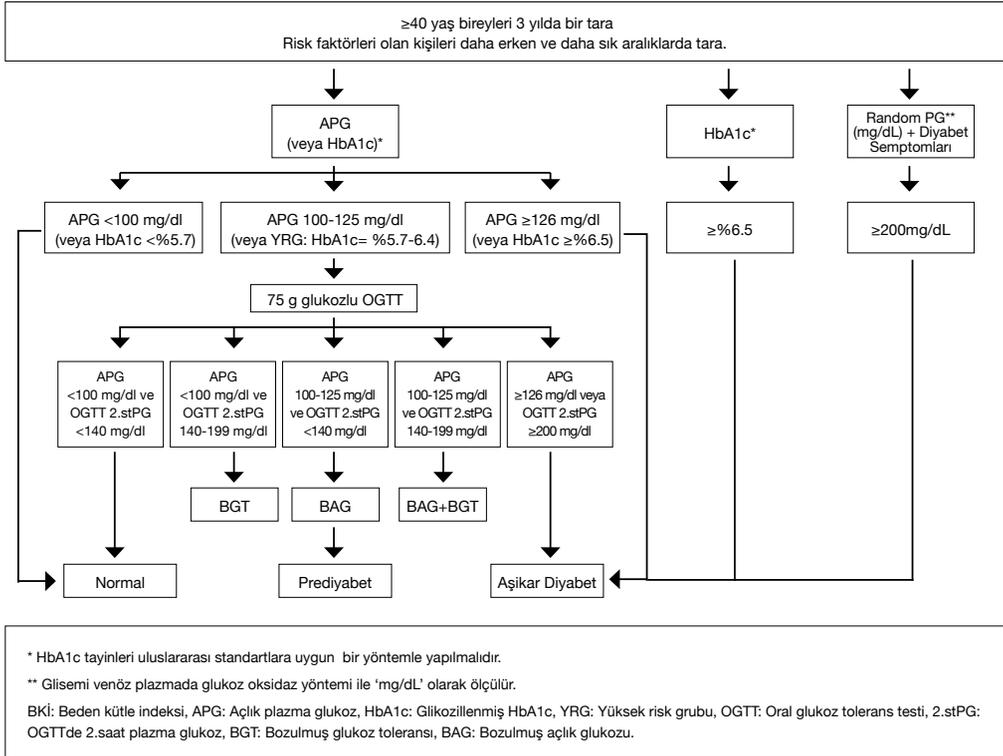 ≥40 yaş bireyleri 3 yılda bir tara
Risk faktörleri olan kişileri daha erken ve daha sık aralıklarda tara.
APG
(veya HbA1c)*
HbA1c*
Random PG**
(mg/dL) + Diyabet
Semptomları
APG <100 mg/dl
(veya HbA1c <%5.7)
APG 100-125 mg/dl
(veya YRG: HbA1c= %5.7-6.4)
APG ≥126 mg/dl
(veya HbA1c ≥%6.5)
≥%6.5
≥200mg/dL
75 g glukozlu OGTT
APG
<100 mg/dl ve
OGTT 2.stPG
<140 mg/dl
APG
<100 mg/dl ve
OGTT 2.stPG
140-199 mg/dl
APG
100-125 mg/dl
ve OGTT 2.stPG
<140 mg/dl
APG
100-125 mg/dl
ve OGTT 2.stPG
140-199 mg/dl
APG
≥126 mg/dl veya
OGTT 2.stPG
≥200 mg/dl
BGT
BAG
BAG+BGT
Normal
Prediyabet
Aşikar Diyabet
* HbA1c tayinleri uluslararası standartlara uygun bir yöntemle yapılmalıdır.
** Glisemi venöz plazmada glukoz oksidaz yöntemi ile ‘mg/dL’ olarak ölçülür.
BKİ: Beden kütle indeksi, APG: Açlık plazma glukoz, HbA1c: Glikozillenmiş HbA1c, YRG: Yüksek risk grubu, OGTT: Oral glukoz tolerans testi, 2.stPG:
OGTTde 2.saat plazma glukoz, BGT: Bozulmuş glukoz toleransı, BAG: Bozulmuş açlık glukozu.